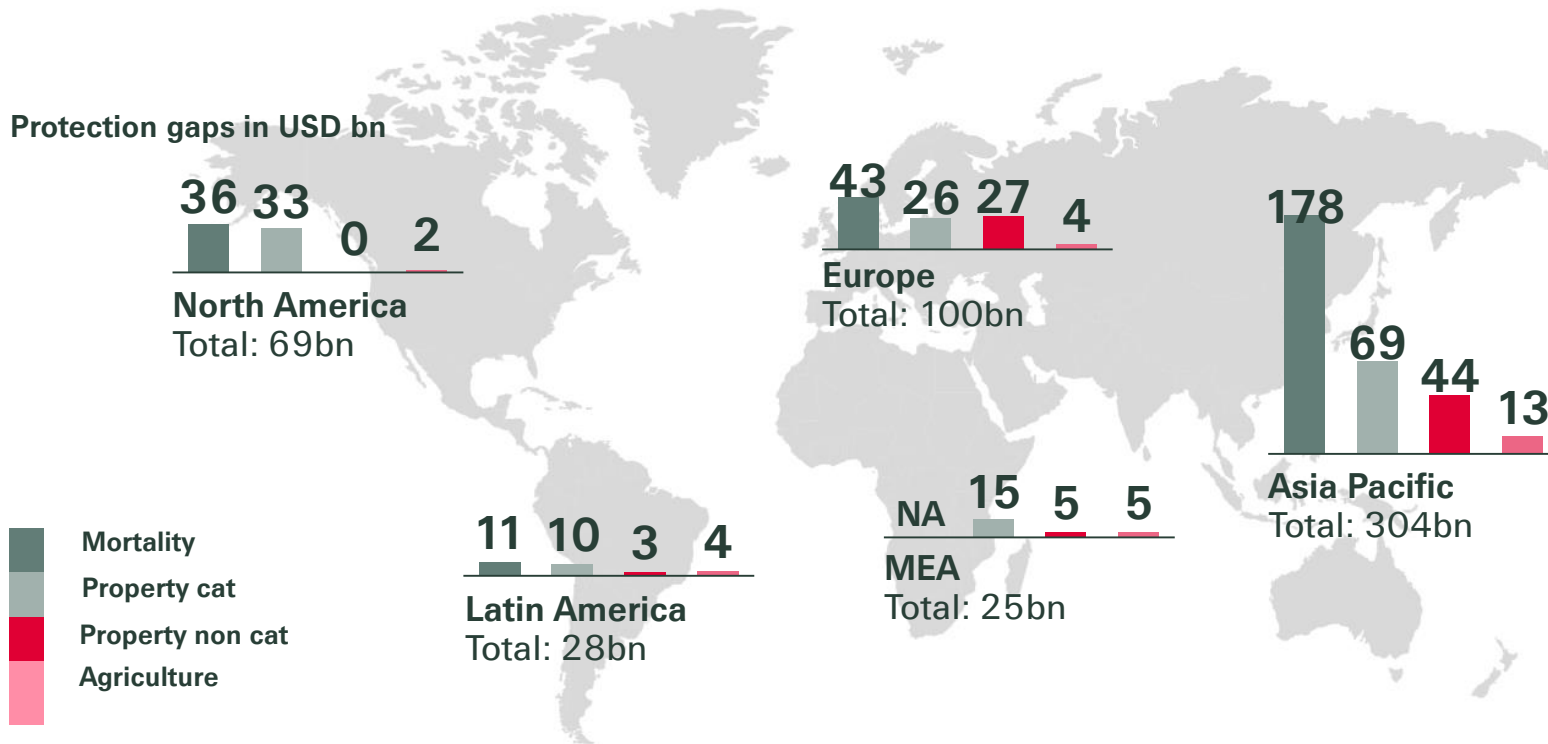 Protection gaps in USD bn
36 33 0 2
North America
Total: 69bn
43 26 27 4
Europe
Total: 100bn
178 69 44 13
Asia Pacific
Total: 304bn
11 10 3 4
Latin America
Total: 28bn
NA 15 5 5
MEA
Total: 25bn
Mortality
Property cat
Property non cat
Agriculture